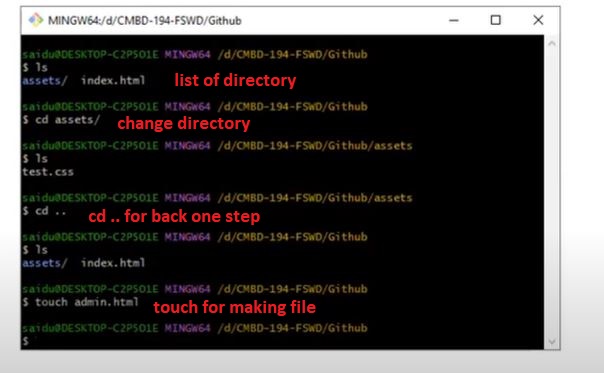 MINGW64:/d/CMBD-194-FSWD/Github
saidu@DESKTOP-C2P5O1E MINGW64 /d/CMBD-194-FSWD/Github
$ ls
assets/  index.html
list of directory
saidu@DESKTOP-C2P5O1E MINGW64 /d/CMBD-194-FSWD/Github
$ cd assets/
change directory
saidu@DESKTOP-C2P5O1E MINGW64 /d/CMBD-194-FSWD/Github/assets
$ ls
test.css
saidu@DESKTOP-C2P5O1E MINGW64 /d/CMBD-194-FSWD/Github/assets
$ cd ..
cd .. for back one step
saidu@DESKTOP-C2P5O1E MINGW64 /d/CMBD-194-FSWD/Github
$ ls
assets/  index.html
saidu@DESKTOP-C2P5O1E MINGW64 /d/CMBD-194-FSWD/Github
$ touch admin.html
touch for making file
saidu@DESKTOP-C2P5O1E MINGW64 /d/CMBD-194-FSWD/Github
$